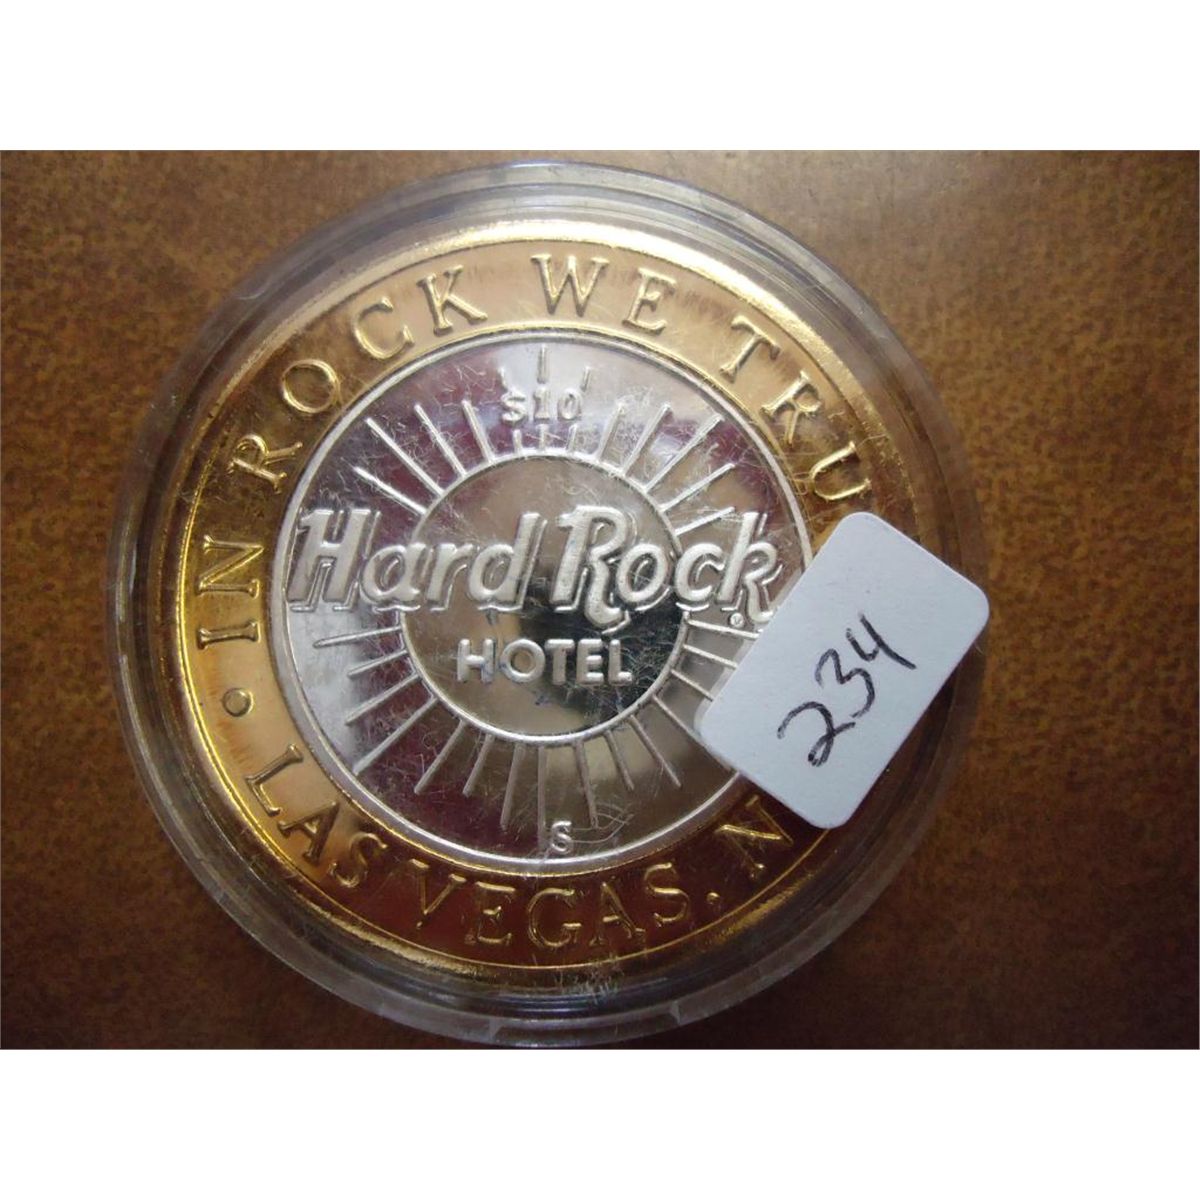 · IN ROCK WE TRU
$10
Hard Rock
®
HOTEL
S
LAS VEGAS, N
234